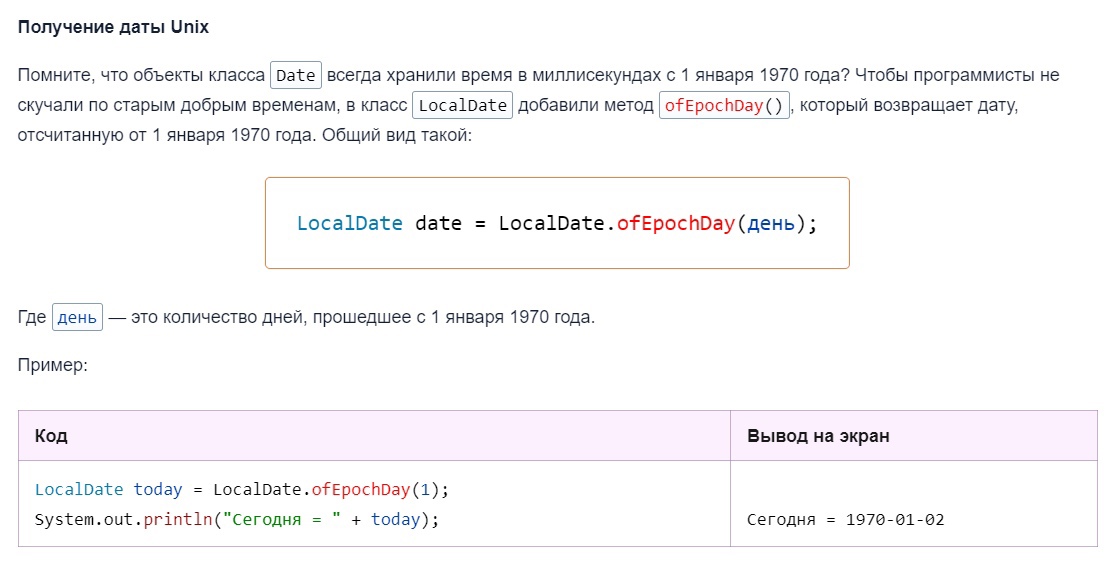 Получение даты Unix
Помните, что объекты класса Date всегда хранили время в миллисекундах с 1 января 1970 года? Чтобы программисты не
скучали по старым добрым временам, в класс LocalDate добавили метод ofEpochDay(), который возвращает дату,
отсчитанную от 1 января 1970 года. Общий вид такой:
LocalDate date = LocalDate.ofEpochDay(день);
Где день — это количество дней, прошедшее с 1 января 1970 года.
Пример:
Код
Вывод на экран
LocalDate today = LocalDate.ofEpochDay(1);
System.out.println("Сегодня = " + today);
Сегодня = 1970-01-02